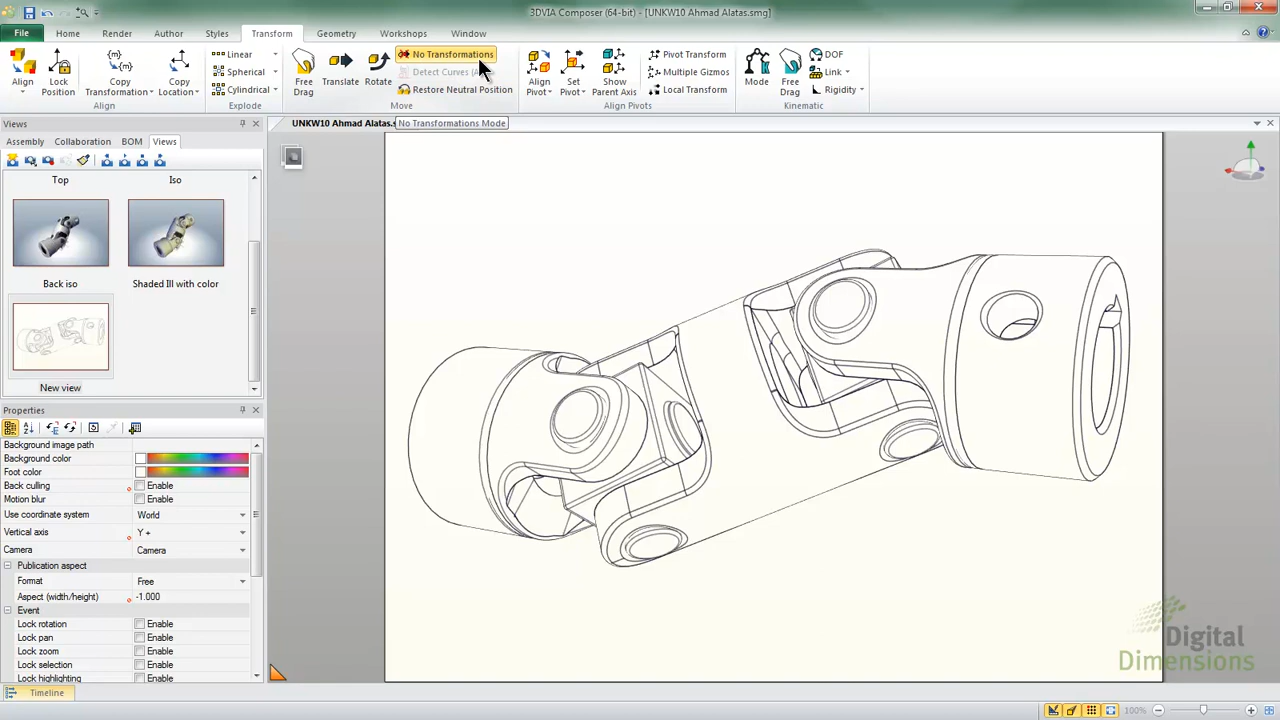 3DVIA Composer (64-bit) - [UNKW10 Ahmad Alatas.smg]
File Home Render Author Styles Transform Geometry Workshops Window
Align
Lock Position
Copy Transformation
Copy Location
Linear
Spherical
Cylindrical
Free Drag
Translate
Rotate
No Transformations
Detect Curves (A
Restore Neutral Position
Align Pivot
Set Pivot
Show Parent Axis
Pivot Transform
Multiple Gizmos
Local Transform
Mode
Free Drag
DOF
Link
Rigidity
Align Explode Move Align Pivots Kinematic
Views
UNKW10 Ahmad Alatas.s
No Transformations Mode
Assembly Collaboration BOM Views
Top Iso
Back iso Shaded Ill with color
New view
Properties
Background image path
Background color
Foot color
Back culling Enable
Motion blur Enable
Use coordinate system World
Vertical axis Y +
Camera Camera
Publication aspect
Format Free
Aspect (width/height) -1.000
Event
Lock rotation Enable
Lock pan Enable
Lock zoom Enable
Lock selection Enable
Lock highlighting Enable
Digital
Dimensions
Timeline
100%